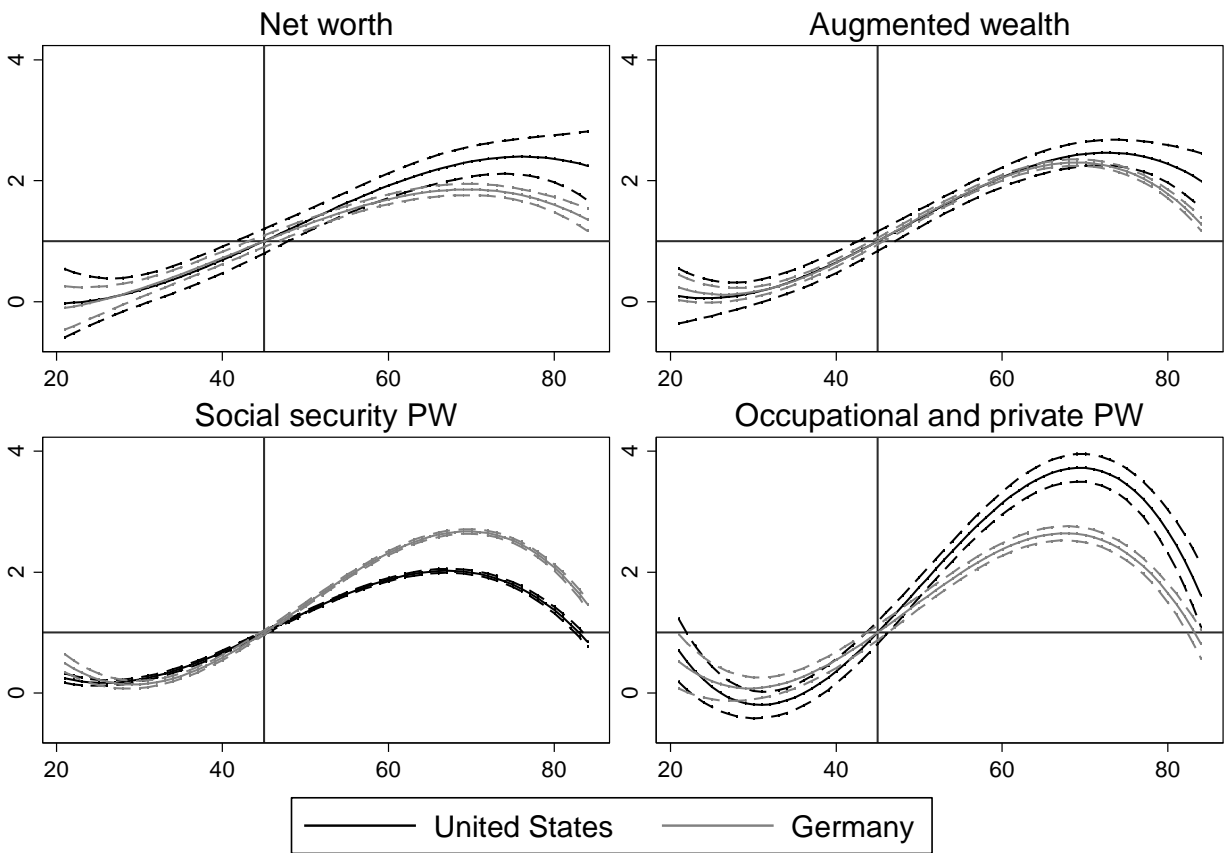 Net worth
Augmented wealth
4
2
0
20 40 60 80
4
2
0
20 40 60 80
Social security PW
Occupational and private PW
4
2
0
20 40 60 80
4
2
0
20 40 60 80
United States
Germany